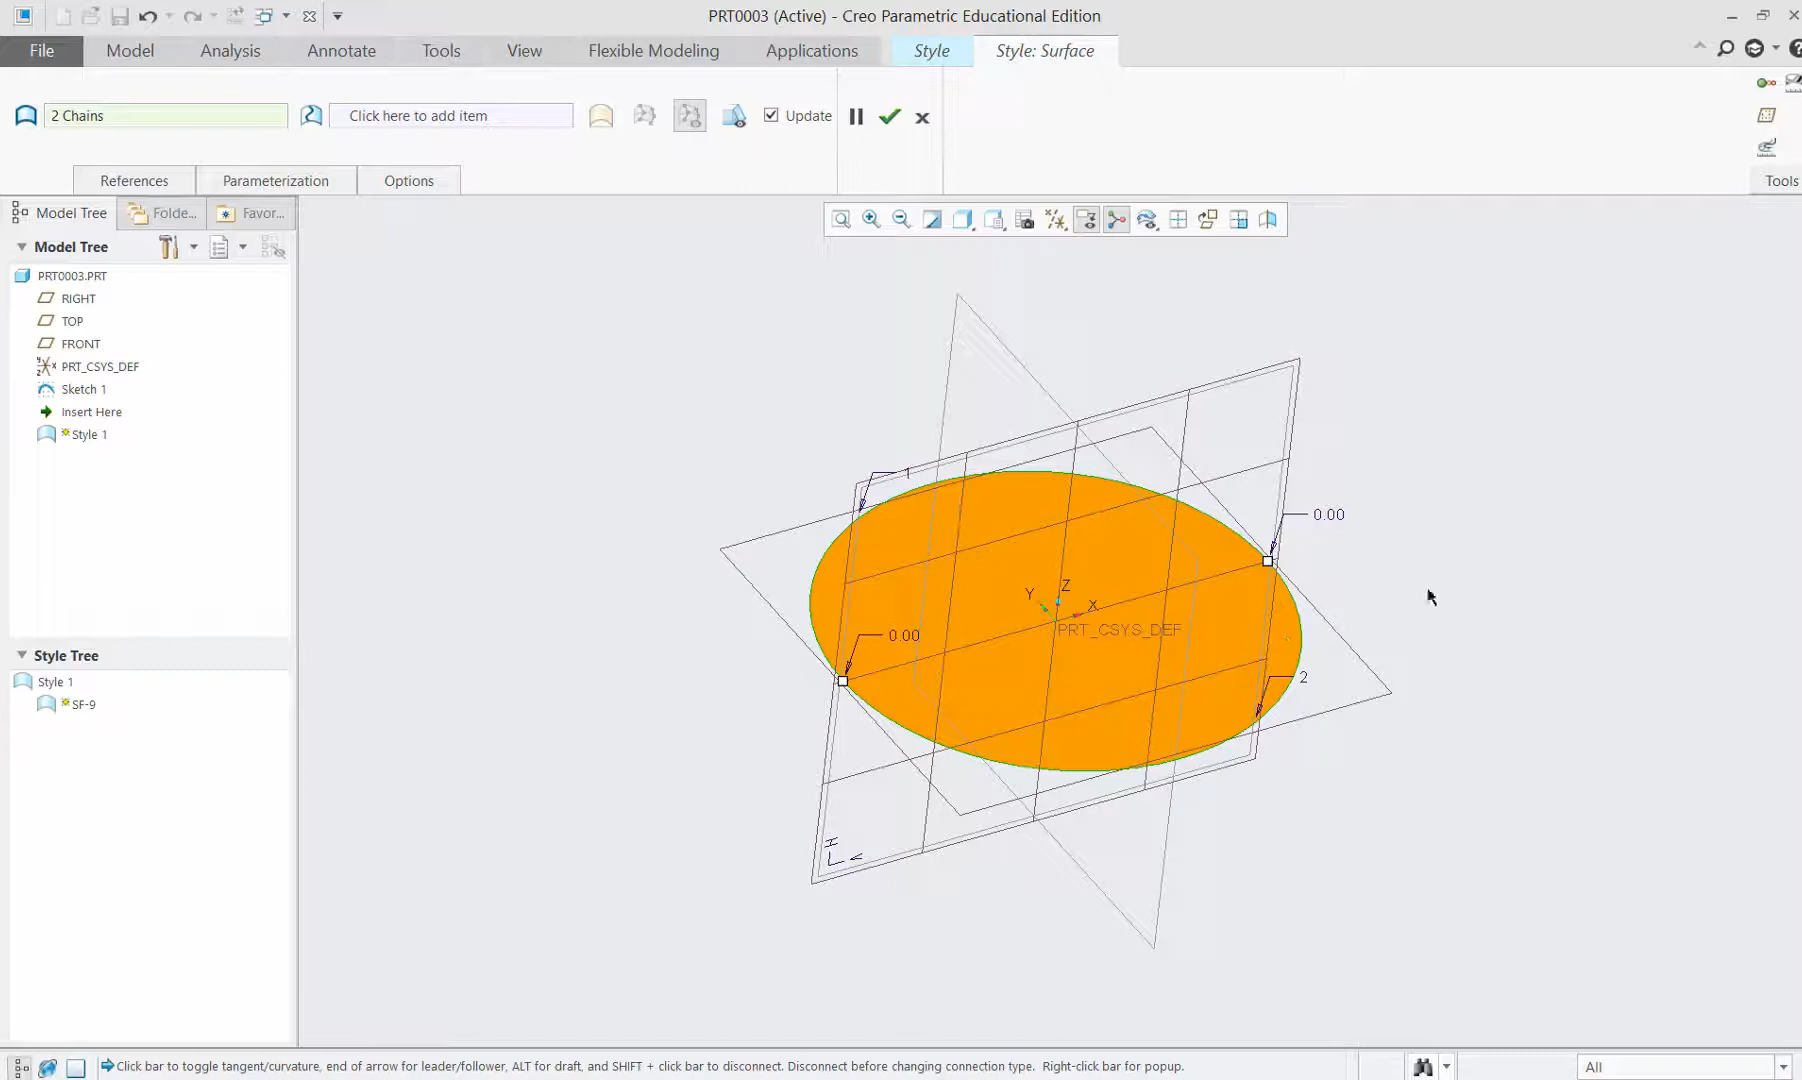 PRT0003 (Active) - Creo Parametric Educational Edition
File Model Analysis Annotate Tools View Flexible Modeling Applications Style Style: Surface
2 Chains Click here to add item Update
References Parameterization Options Tools
Model Tree Folde... Favor...
Model Tree
PRT0003.PRT
RIGHT
TOP
FRONT
PRT_CSYS_DEF
Sketch 1
Insert Here
Style 1
Style Tree
Style 1
SF-9
1
0.00
Z
Y
X
PRT_CSYS_DEF
0.00
2
H
V
Click bar to toggle tangent/curvature, end of arrow for leader/follower, ALT for draft, and SHIFT + click bar to disconnect. Disconnect before changing connection type. Right-click bar for popup.
All